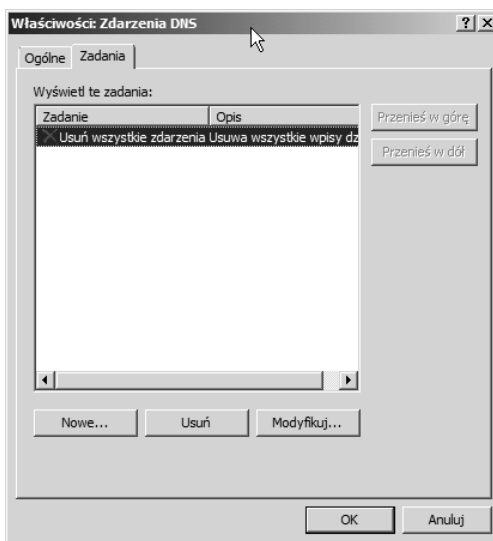 Właściwości: Zdarzenia DNS
Ogólne Zadania
Wyświetl te zadania:
Zadanie Opis
Usuń wszystkie zdarzenia Usuwa wszystkie wpisy dz
Przenieś w górę
Przenieś w dół
Nowe... Usuń Modyfikuj...
OK Anuluj